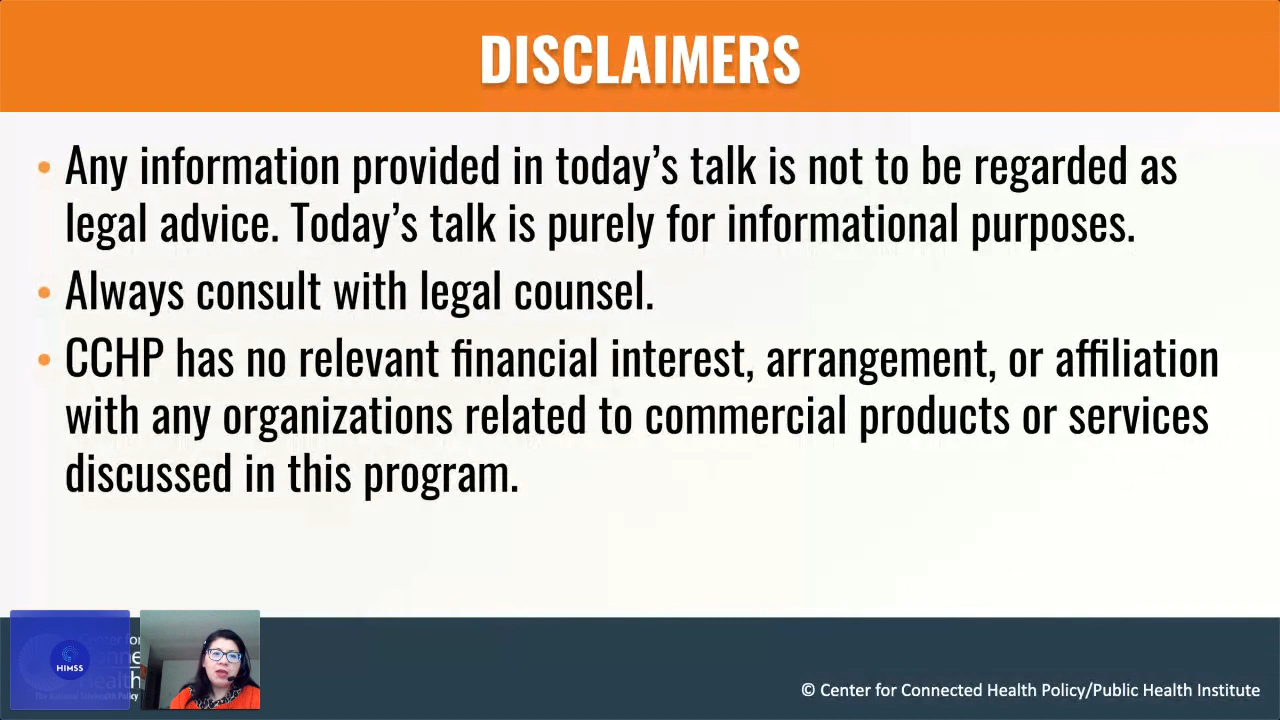 DISCLAIMERS
• Any information provided in today’s talk is not to be regarded as
legal advice. Today’s talk is purely for informational purposes.
• Always consult with legal counsel.
• CCHP has no relevant financial interest, arrangement, or affiliation
with any organizations related to commercial products or services
discussed in this program.
HIMSS
© Center for Connected Health Policy/Public Health Institute